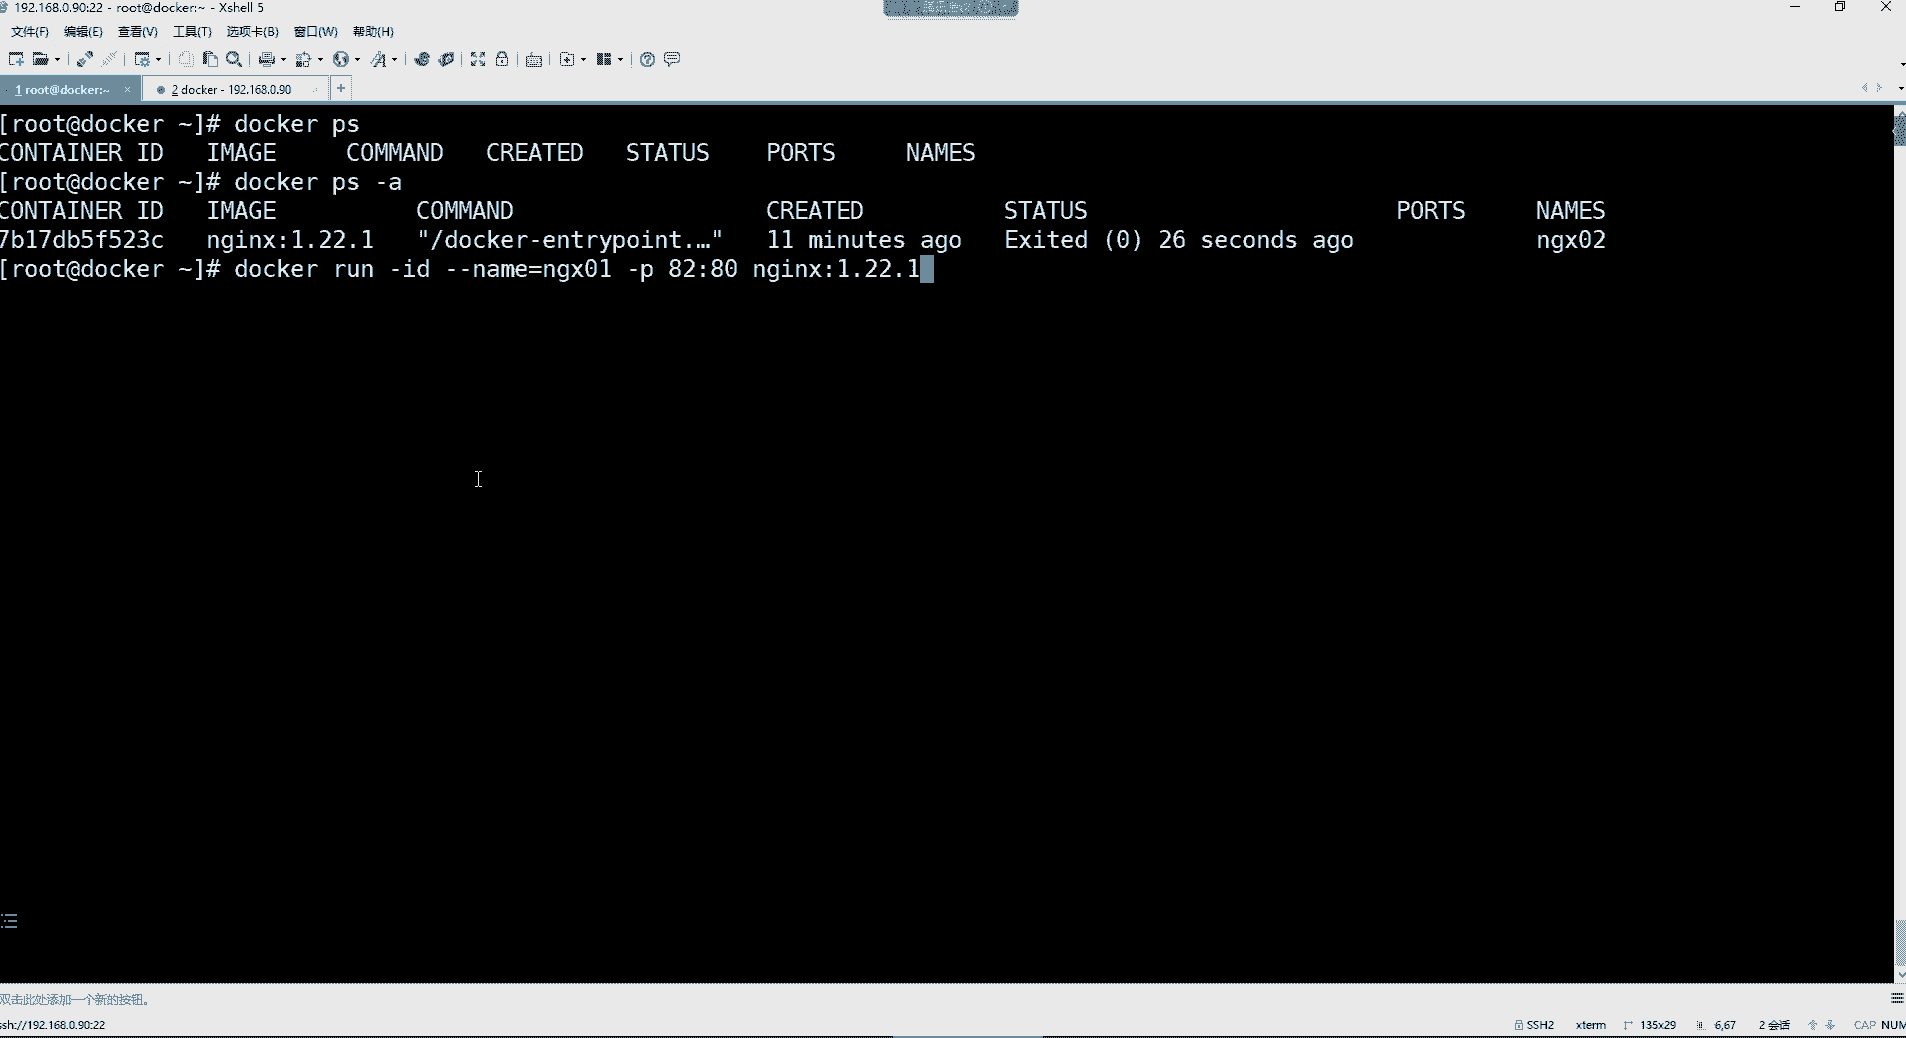 192.168.0.90:22 - root@docker:~ - Xshell 5
文件(F) 编辑(E) 查看(V) 工具(T) 选项卡(B) 窗口(W) 帮助(H)
1 root@docker:~ × 2 docker - 192.168.0.90 +
[root@docker ~]# docker ps
CONTAINER ID IMAGE COMMAND CREATED STATUS PORTS NAMES
[root@docker ~]# docker ps -a
CONTAINER ID IMAGE COMMAND CREATED STATUS PORTS NAMES
7b17db5f523c nginx:1.22.1 "/docker-entrypoint.…" 11 minutes ago Exited (0) 26 seconds ago ngx02
[root@docker ~]# docker run -id --name=ngx01 -p 82:80 nginx:1.22.1
双击此处添加一个新的按钮。
ssh://192.168.0.90:22 SSH2 xterm 135x29 6,67 2 会话 CAP NUM